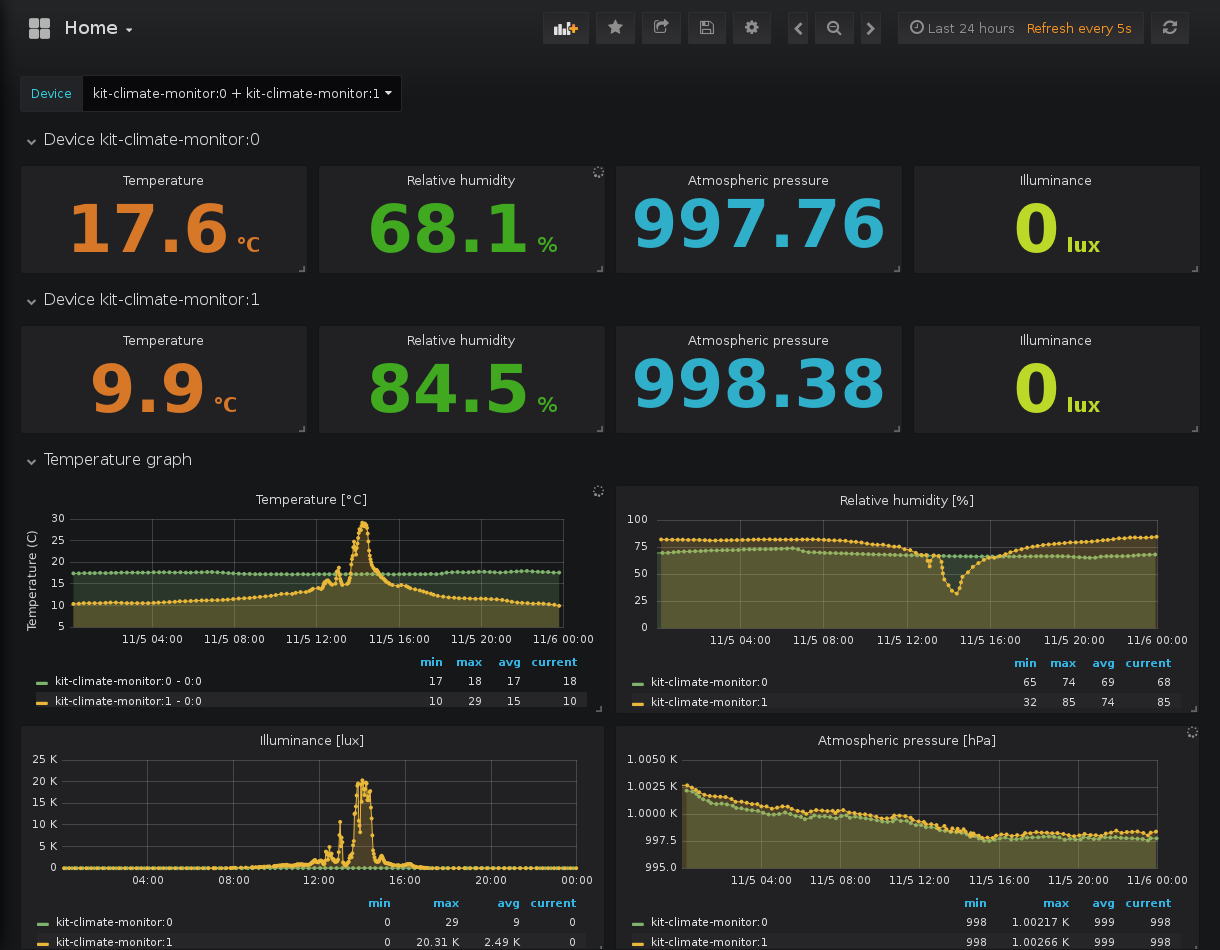 Home
Last 24 hours Refresh every 5s
Device kit-climate-monitor:0 + kit-climate-monitor:1
Device kit-climate-monitor:0
Temperature Relative humidity Atmospheric pressure Illuminance
17.6 °C 68.1 % 997.76 0 lux
Device kit-climate-monitor:1
Temperature Relative humidity Atmospheric pressure Illuminance
9.9 °C 84.5 % 998.38 0 lux
Temperature graph
Temperature [°C]
Temperature (C)
30
25
20
15
10
5
11/5 04:00 11/5 08:00 11/5 12:00 11/5 16:00 11/5 20:00 11/6 00:00
min max avg current
kit-climate-monitor:0 - 0:0 17 18 17 18
kit-climate-monitor:1 - 0:0 10 29 15 10
Relative humidity [%]
100
75
50
25
0
11/5 04:00 11/5 08:00 11/5 12:00 11/5 16:00 11/5 20:00 11/6 00:00
min max avg current
kit-climate-monitor:0 65 74 69 68
kit-climate-monitor:1 32 85 74 85
Illuminance [lux]
25 K
20 K
15 K
10 K
5 K
0
04:00 08:00 12:00 16:00 20:00 00:00
min max avg current
kit-climate-monitor:0 0 29 9 0
kit-climate-monitor:1 0 20.31 K 2.49 K 0
Atmospheric pressure [hPa]
1.0050 K
1.0025 K
1.0000 K
997.5
995.0
11/5 04:00 11/5 08:00 11/5 12:00 11/5 16:00 11/5 20:00 11/6 00:00
min max avg current
kit-climate-monitor:0 998 1.00217 K 999 998
kit-climate-monitor:1 998 1.00266 K 999 998